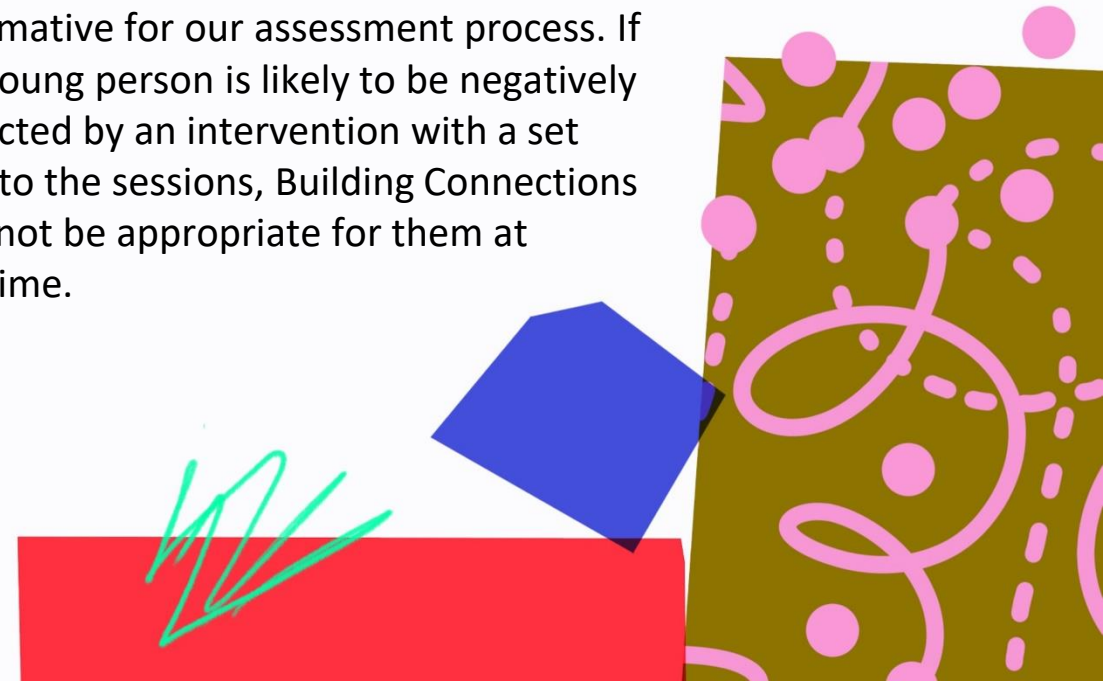 mative for our assessment process. If
oung person is likely to be negatively
cted by an intervention with a set
to the sessions, Building Connections
not be appropriate for them at
ime.